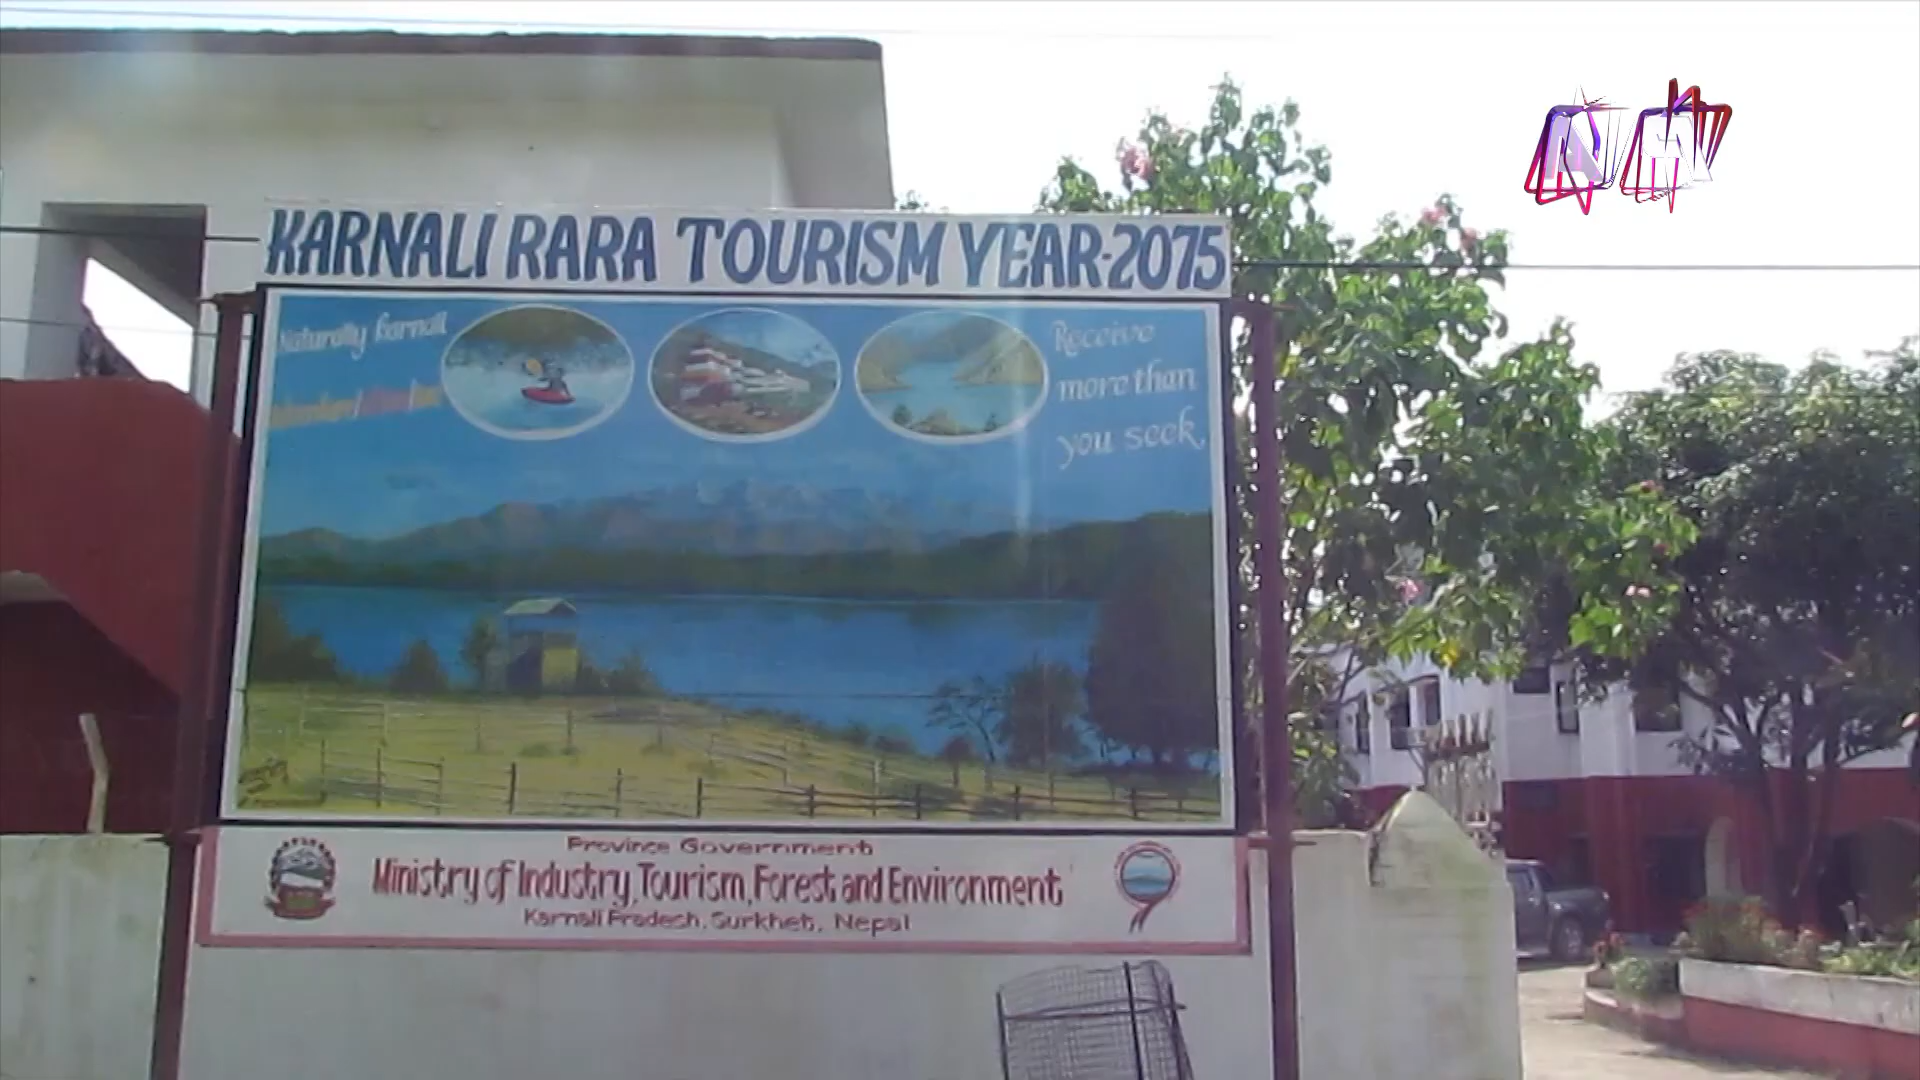 KARNALI RARA TOURISM YEAR-2075
Naturally Karnali
Receive
more than
you seek,
Province Government
Ministry of Industry, Tourism, Forest and Environment
Karnali Pradesh, Surkhet, Nepal